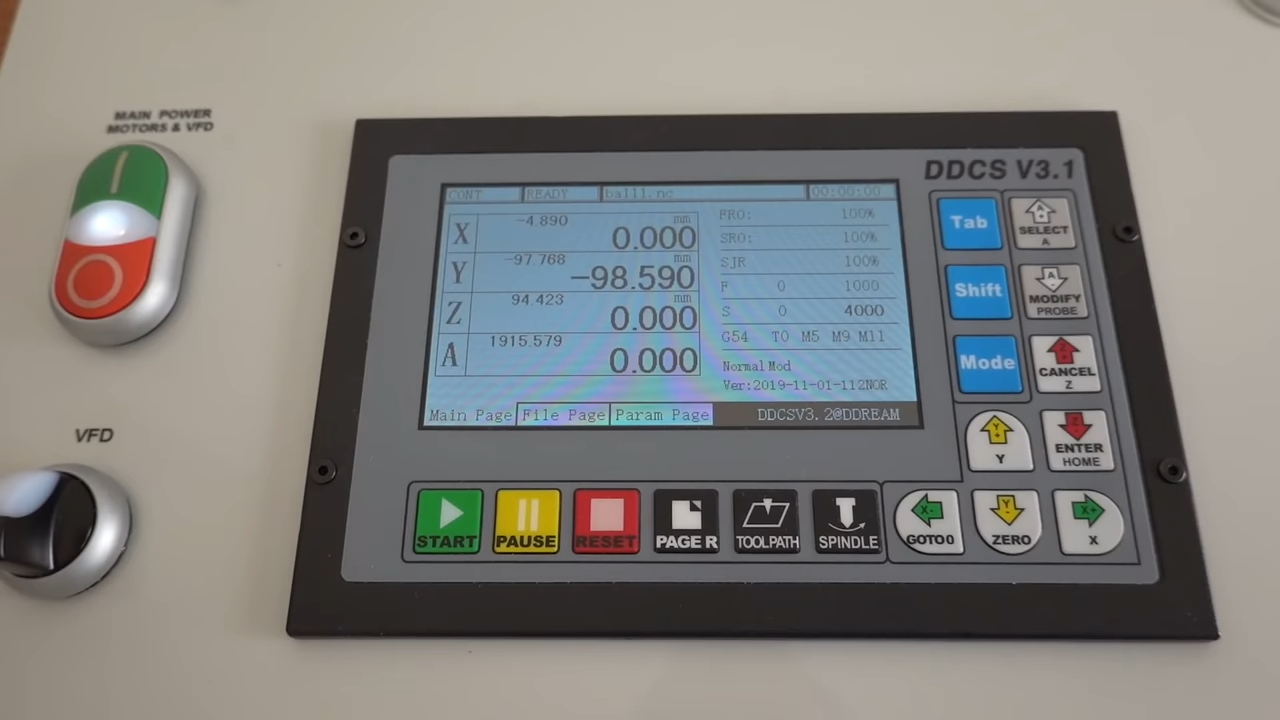 MAIN POWER
MOTORS & VFD
VFD
DDCS V3.1
CONT READY ball1.nc 00:00:00
X -4.890 mm 0.000
Y -97.768 mm -98.590
Z 94.423 mm 0.000
A 1915.579 0.000
FRO: 100%
SRO: 100%
SJR 100%
F 0 1000
S 0 4000
G54 T0 M5 M9 M11
Normal Mod
Ver:2019-11-01-112NOR
Main Page File Page Param Page DDCSV3.2@DDREAM
Tab
A+
SELECT
A
Shift
A-
MODIFY
PROBE
Mode
Z+
CANCEL
Z
Y+
Y
Z-
ENTER
HOME
START
PAUSE
RESET
PAGE R
TOOLPATH
SPINDLE
X-
GOTO0
Y-
ZERO
X+
X